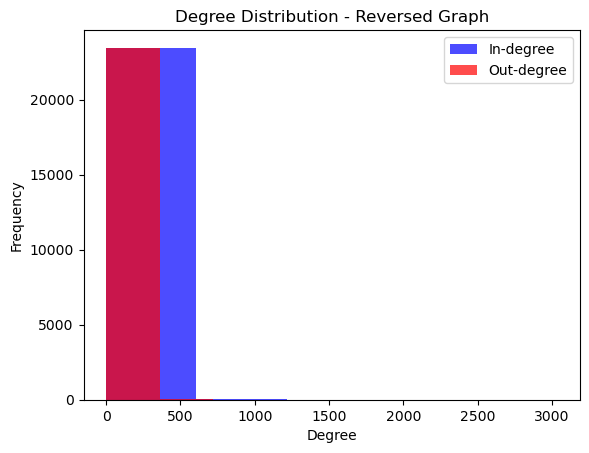 Degree Distribution - Reversed Graph
In-degree
Out-degree
20000
15000
10000
5000
0
Frequency
0 500 1000 1500 2000 2500 3000
Degree